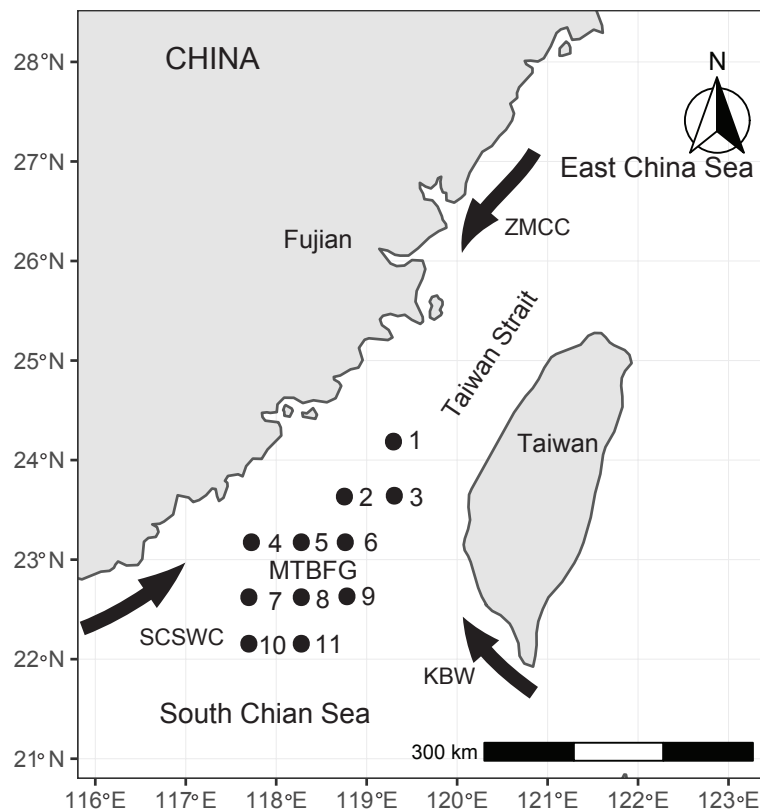 28°N
27°N
26°N
25°N
24°N
23°N
22°N
21°N
CHINA
N
East China Sea
ZMCC
Fujian
Taiwan Strait
Taiwan
1
2
3
4
5
6
MTBFG
7
8
9
10
11
SCSWC
KBW
South Chian Sea
300 km
116°E
117°E
118°E
119°E
120°E
121°E
122°E
123°E